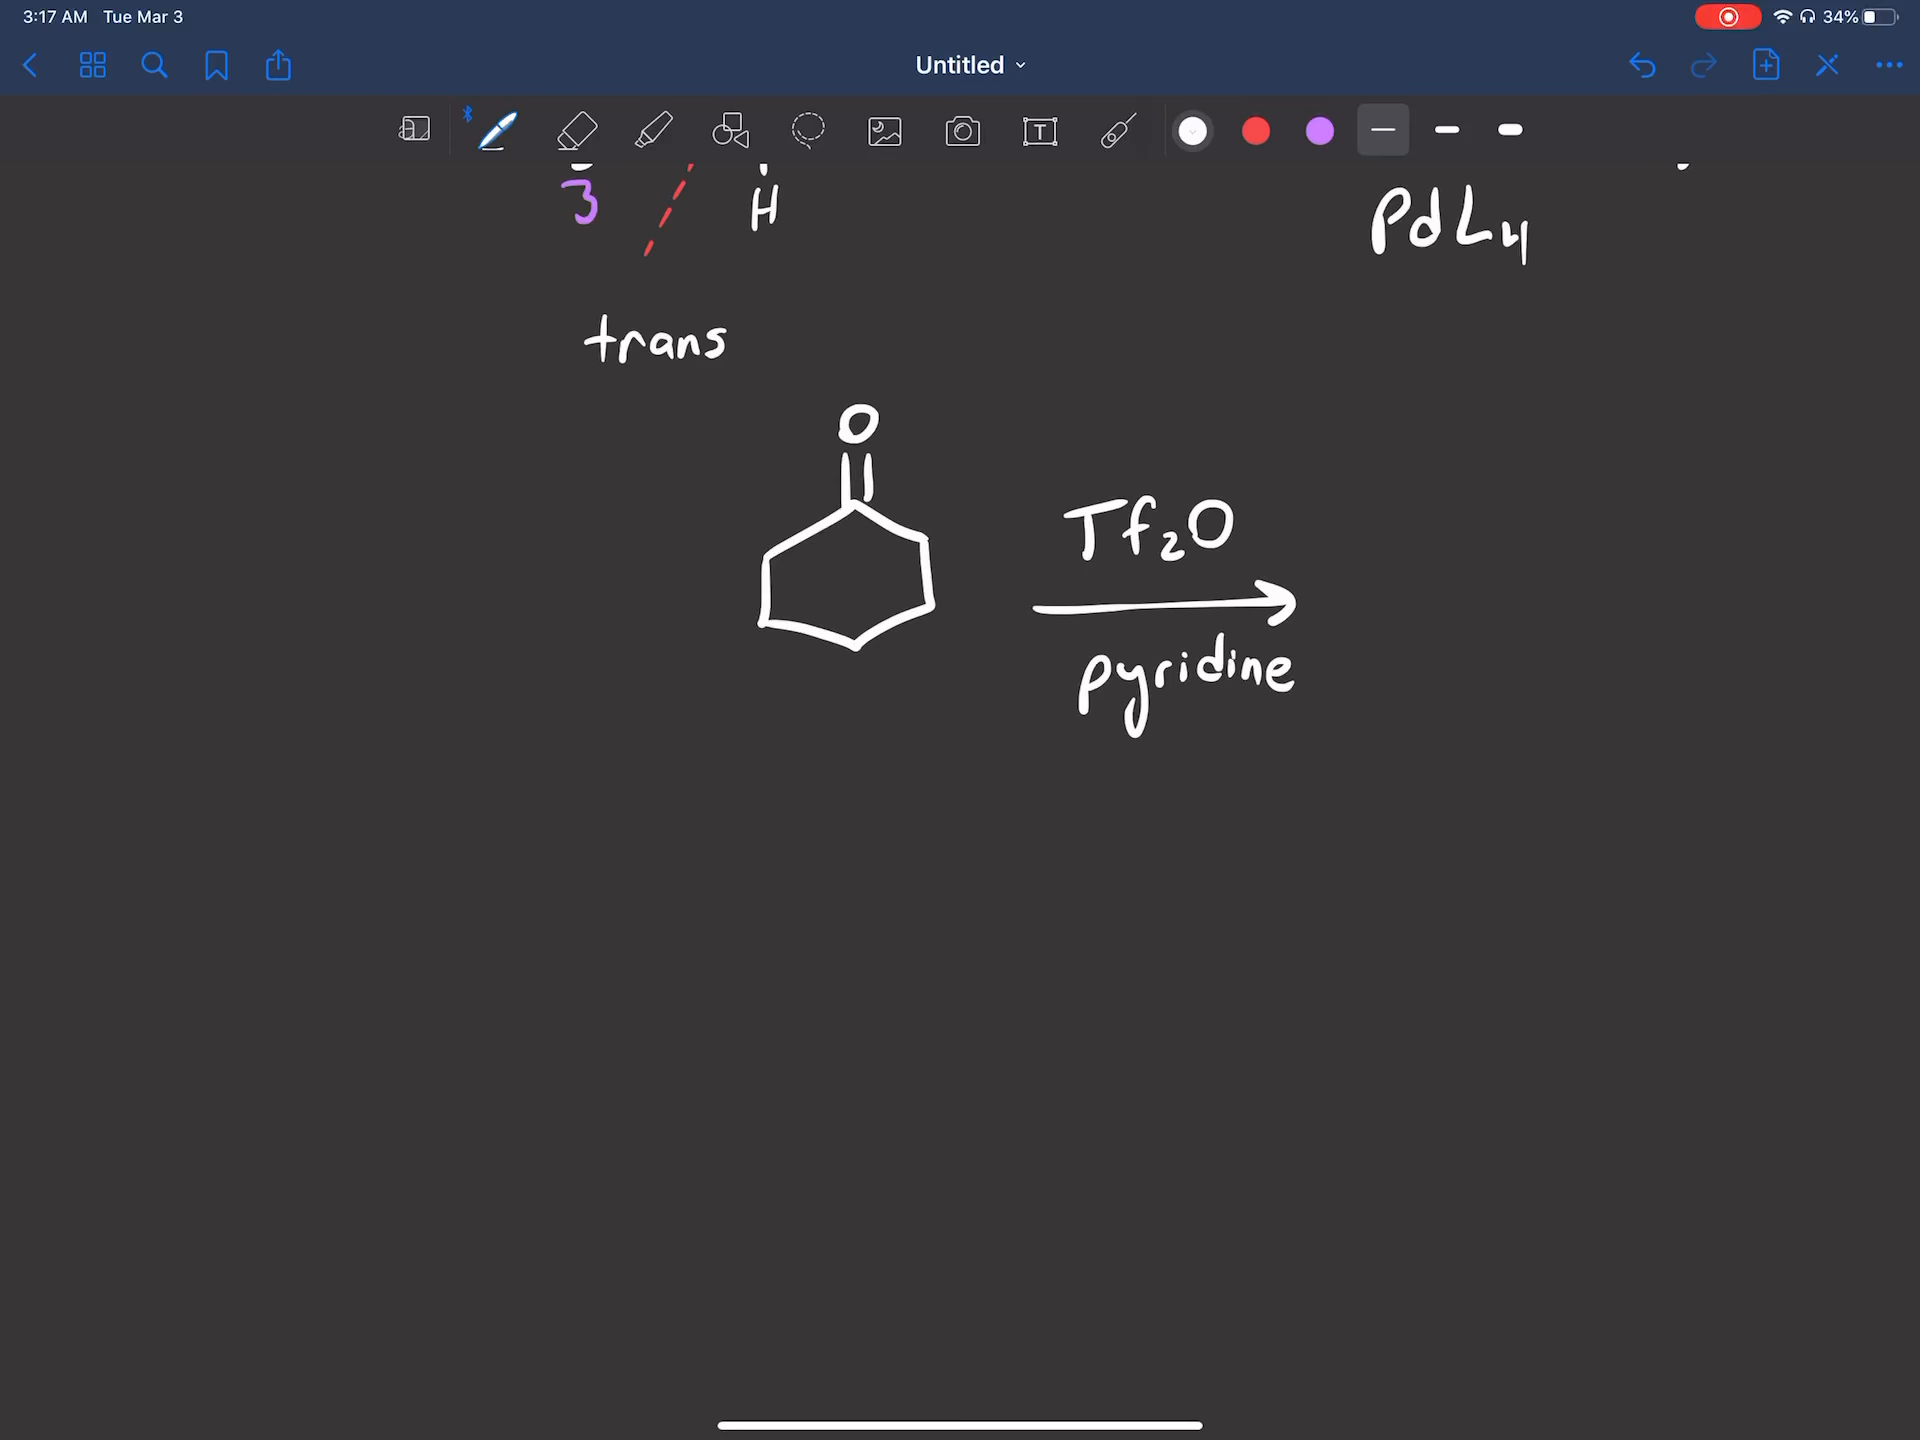 3:17 AM Tue Mar 3
34%
Untitled
T
3
H
PdL₄
trans
O
Tf₂O
pyridine